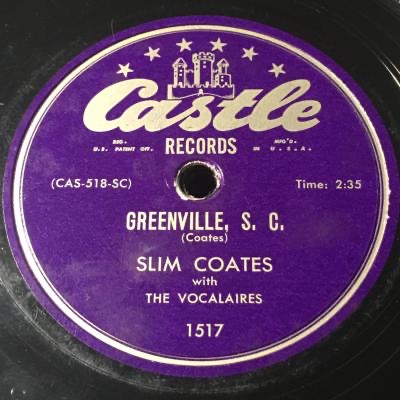 Castle
RECORDS
REG. U. S. PATENT OFF.
MFG'D. IN U. S. A.
(CAS-518-SC)
Time: 2:35
GREENVILLE, S. C.
(Coates)
SLIM COATES
with
THE VOCALAIRES
1517